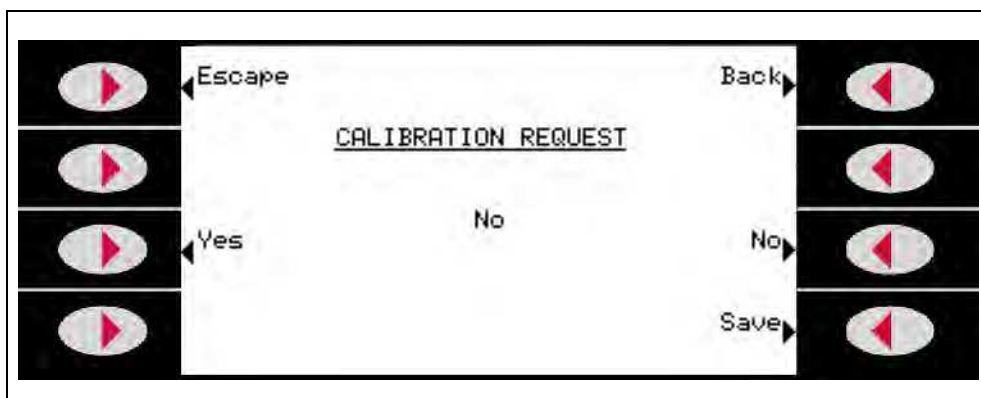 Escape
Back
CALIBRATION REQUEST
No
Yes
No
Save